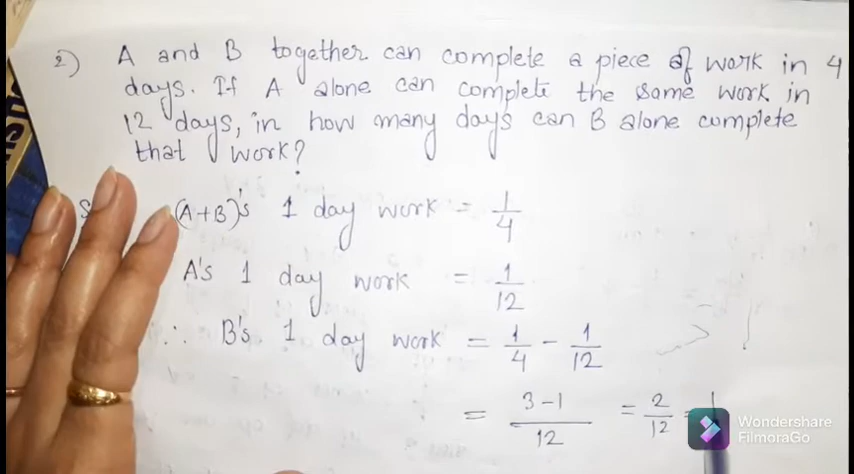 2) A and B together can complete a piece of work in 4
days. If A alone can complete the same work in
12 days, in how many days can B alone complete
that work?
(A+B)'s 1 day work = 1/4
A's 1 day work = 1/12
∴ B's 1 day work = 1/4 - 1/12
= 3-1/12 = 2/12 = 1
Wondershare
FilmoraGo